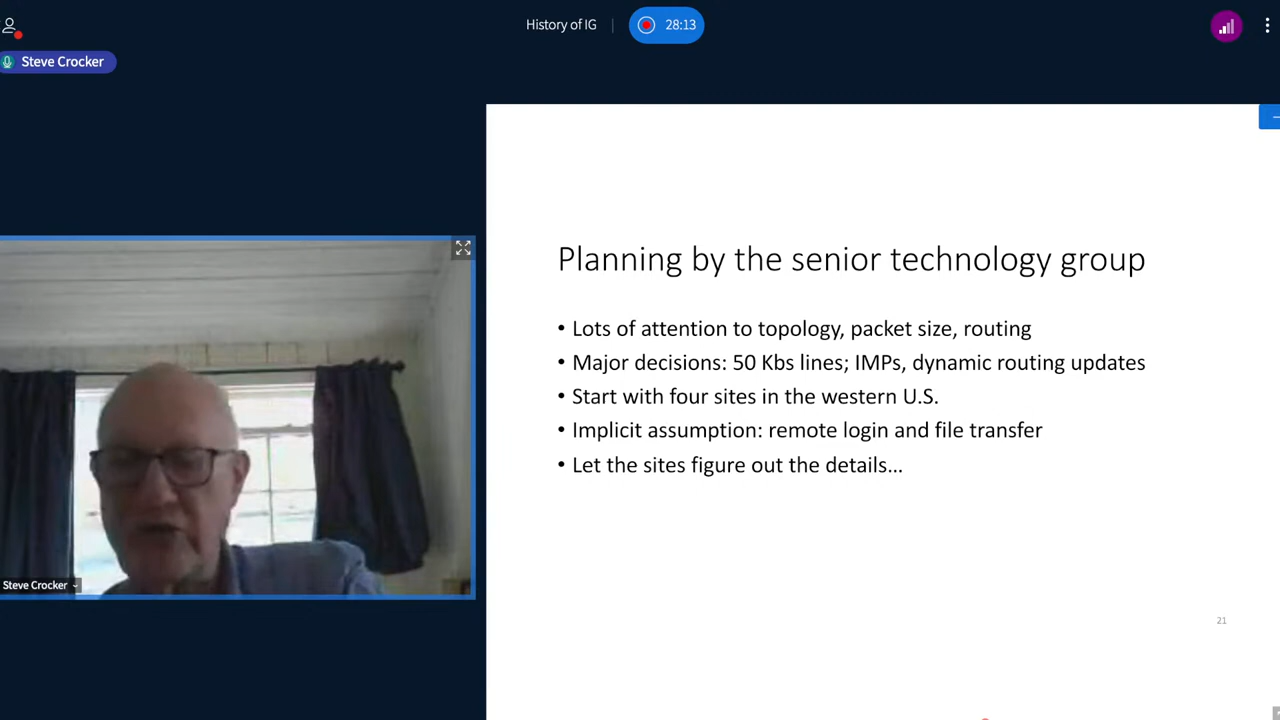 History of IG
28:13
Steve Crocker
Planning by the senior technology group
• Lots of attention to topology, packet size, routing
• Major decisions: 50 Kbs lines; IMPs, dynamic routing updates
• Start with four sites in the western U.S.
• Implicit assumption: remote login and file transfer
• Let the sites figure out the details...
Steve Crocker
21